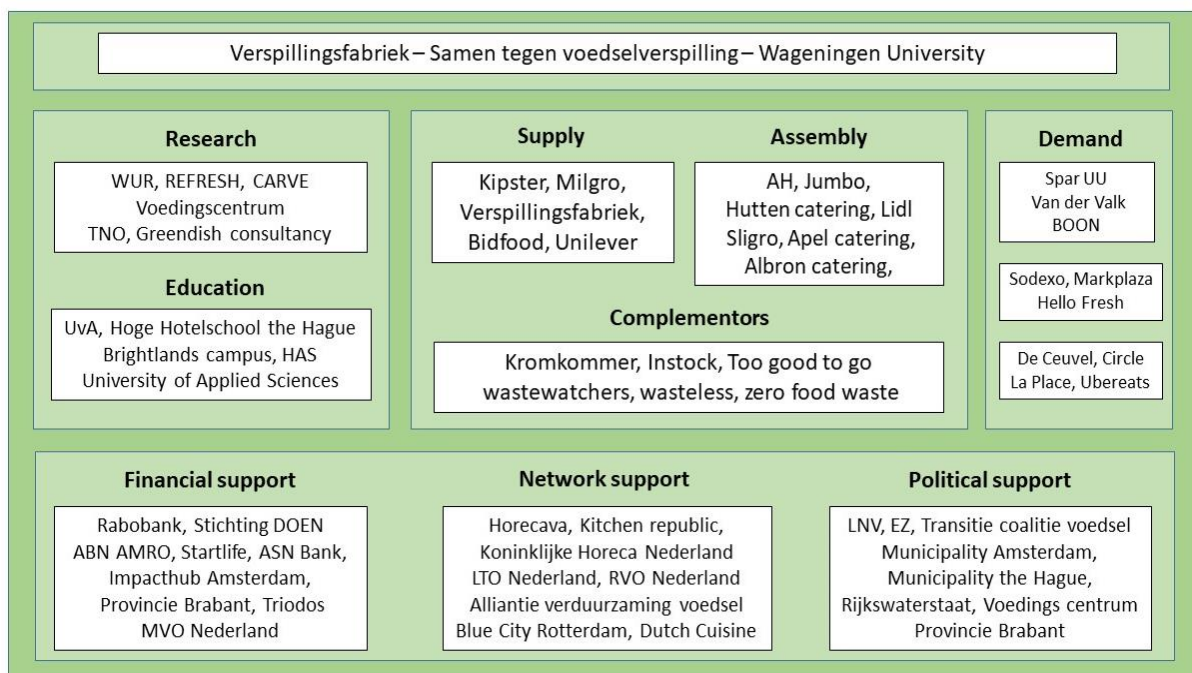 Verspillingsfabriek – Samen tegen voedselverspilling – Wageningen University
Research
WUR, REFRESH, CARVE
Voedingscentrum
TNO, Greendish consultancy
Education
UvA, Hoge Hotelschool the Hague
Brightlands campus, HAS
University of Applied Sciences
Supply
Kipster, Milgro,
Verspillingsfabriek,
Bidfood, Unilever
Assembly
AH, Jumbo,
Hutten catering, Lidl
Sligro, Apel catering,
Albron catering,
Complementors
Kromkommer, Instock, Too good to go
wastewatchers, wasteless, zero food waste
Demand
Spar UU
Van der Valk
BOON
Sodexo, Markplaza
Hello Fresh
De Ceuvel, Circle
La Place, Ubereats
Financial support
Rabobank, Stichting DOEN
ABN AMRO, Startlife, ASN Bank,
Impacthub Amsterdam,
Provincie Brabant, Triodos
MVO Nederland
Network support
Horecava, Kitchen republic,
Koninklijke Horeca Nederland
LTO Nederland, RVO Nederland
Alliantie verduurzaming voedsel
Blue City Rotterdam, Dutch Cuisine
Political support
LNV, EZ, Transitie coalitie voedsel
Municipality Amsterdam,
Municipality the Hague,
Rijkswaterstaat, Voedings centrum
Provincie Brabant